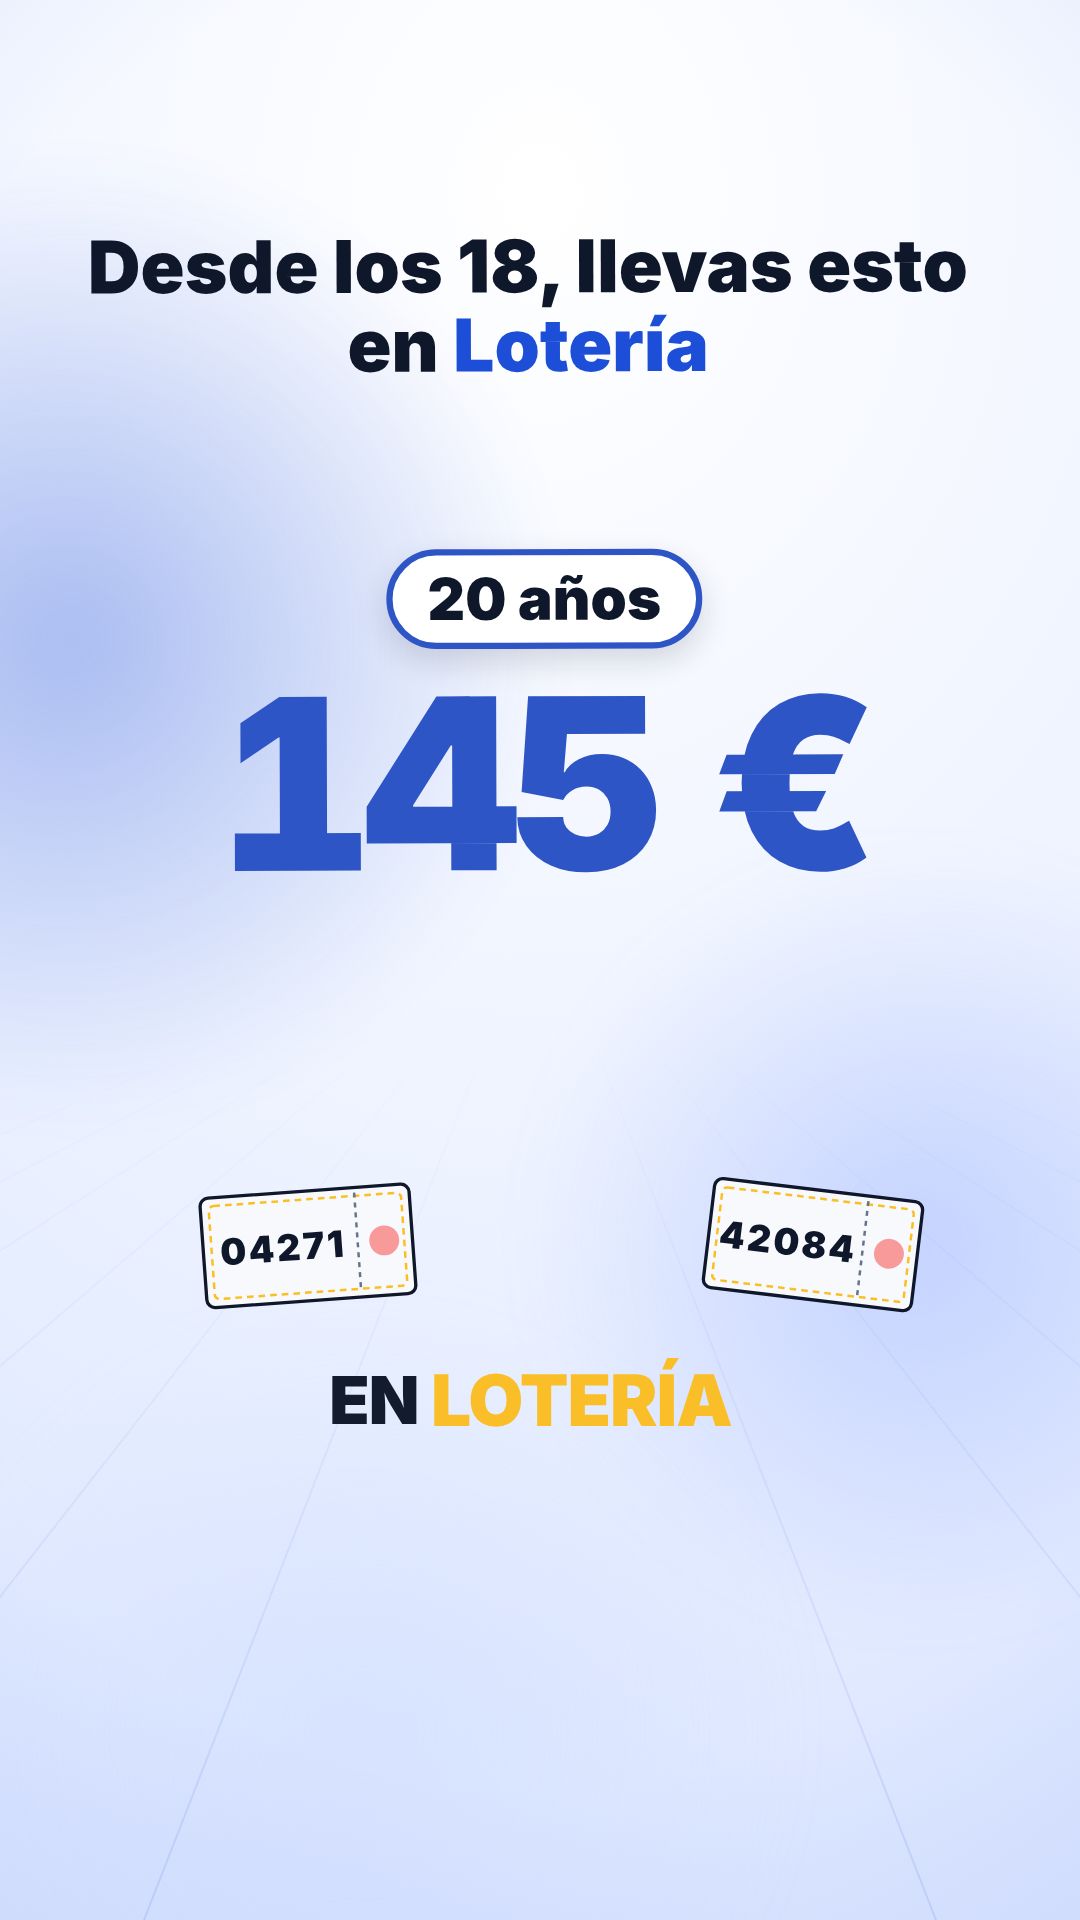 Desde los 18, llevas esto
en Lotería
20 años
145 €
04271
42084
EN LOTERÍA